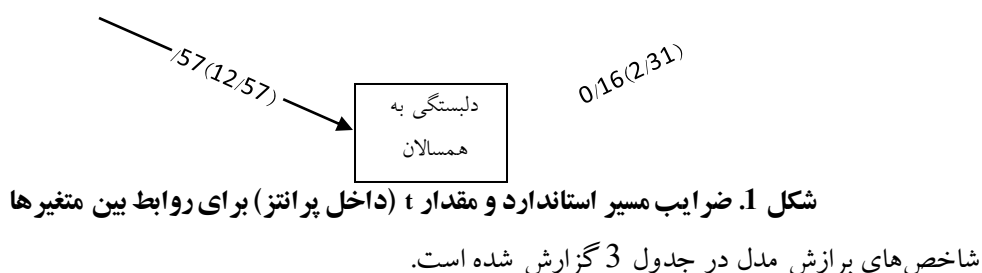 /57(12/57)
0/16(2/31)
دلبستگی به
همسالان
شکل 1. ضرایب مسیر استاندارد و مقدار t (داخل پرانتز) برای روابط بین متغیرها
شاخص‌های برازش مدل در جدول 3 گزارش شده است.